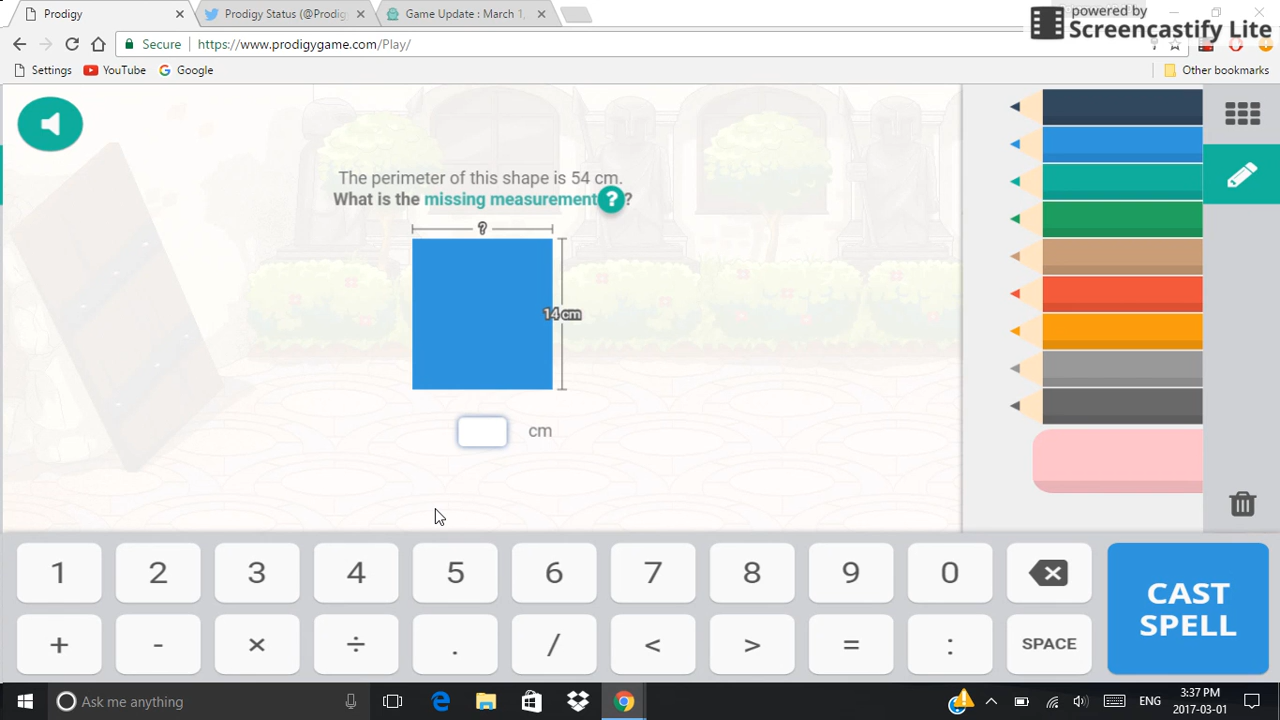 Prodigy
Prodigy Status (@Prodig
Game Update : March 1,
powered by
Screencastify Lite
Secure
https://www.prodigygame.com/Play/
Settings
YouTube
Google
Other bookmarks
The perimeter of this shape is 54 cm.
What is the missing measurement ? ?
?
14 cm
cm
1 2 3 4 5 6 7 8 9 0
CAST
SPELL
+ - × ÷ . / < > = : SPACE
Ask me anything
ENG
3:37 PM
2017-03-01